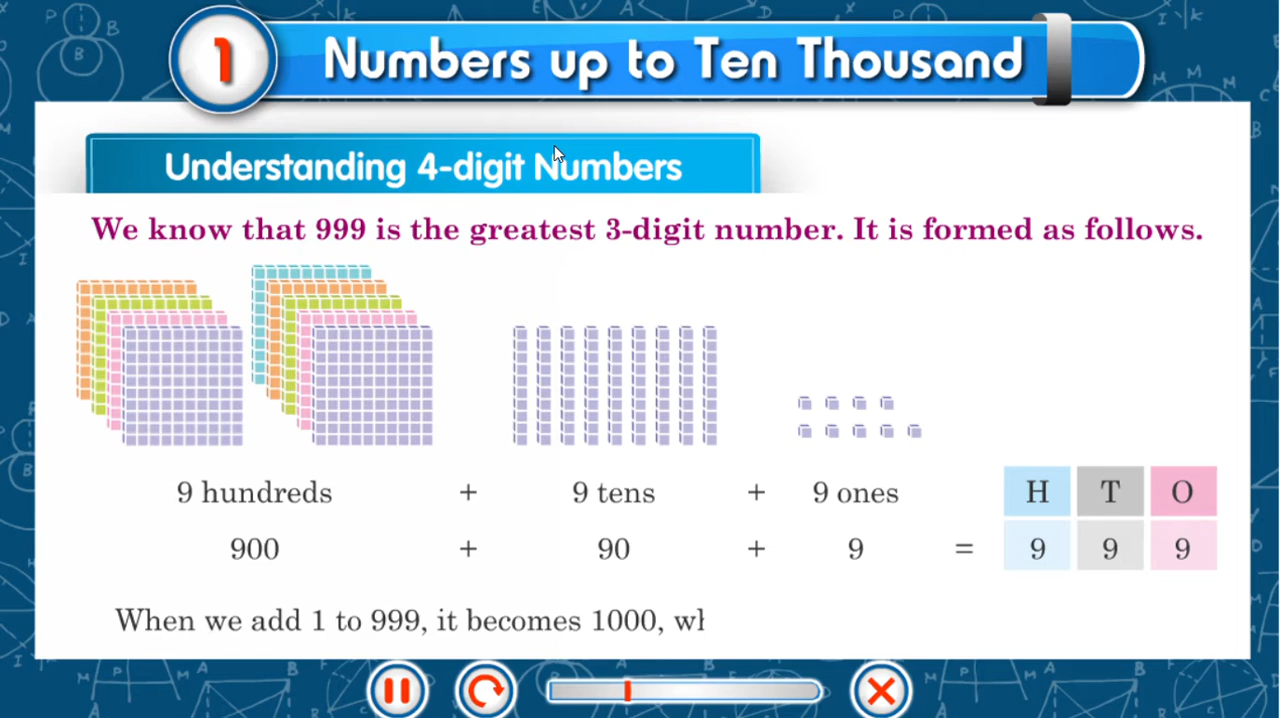 1 Numbers up to Ten Thousand
Understanding 4-digit Numbers
We know that 999 is the greatest 3-digit number. It is formed as follows.
9 hundreds + 9 tens + 9 ones H T O
900 + 90 + 9 = 9 9 9
When we add 1 to 999, it becomes 1000,